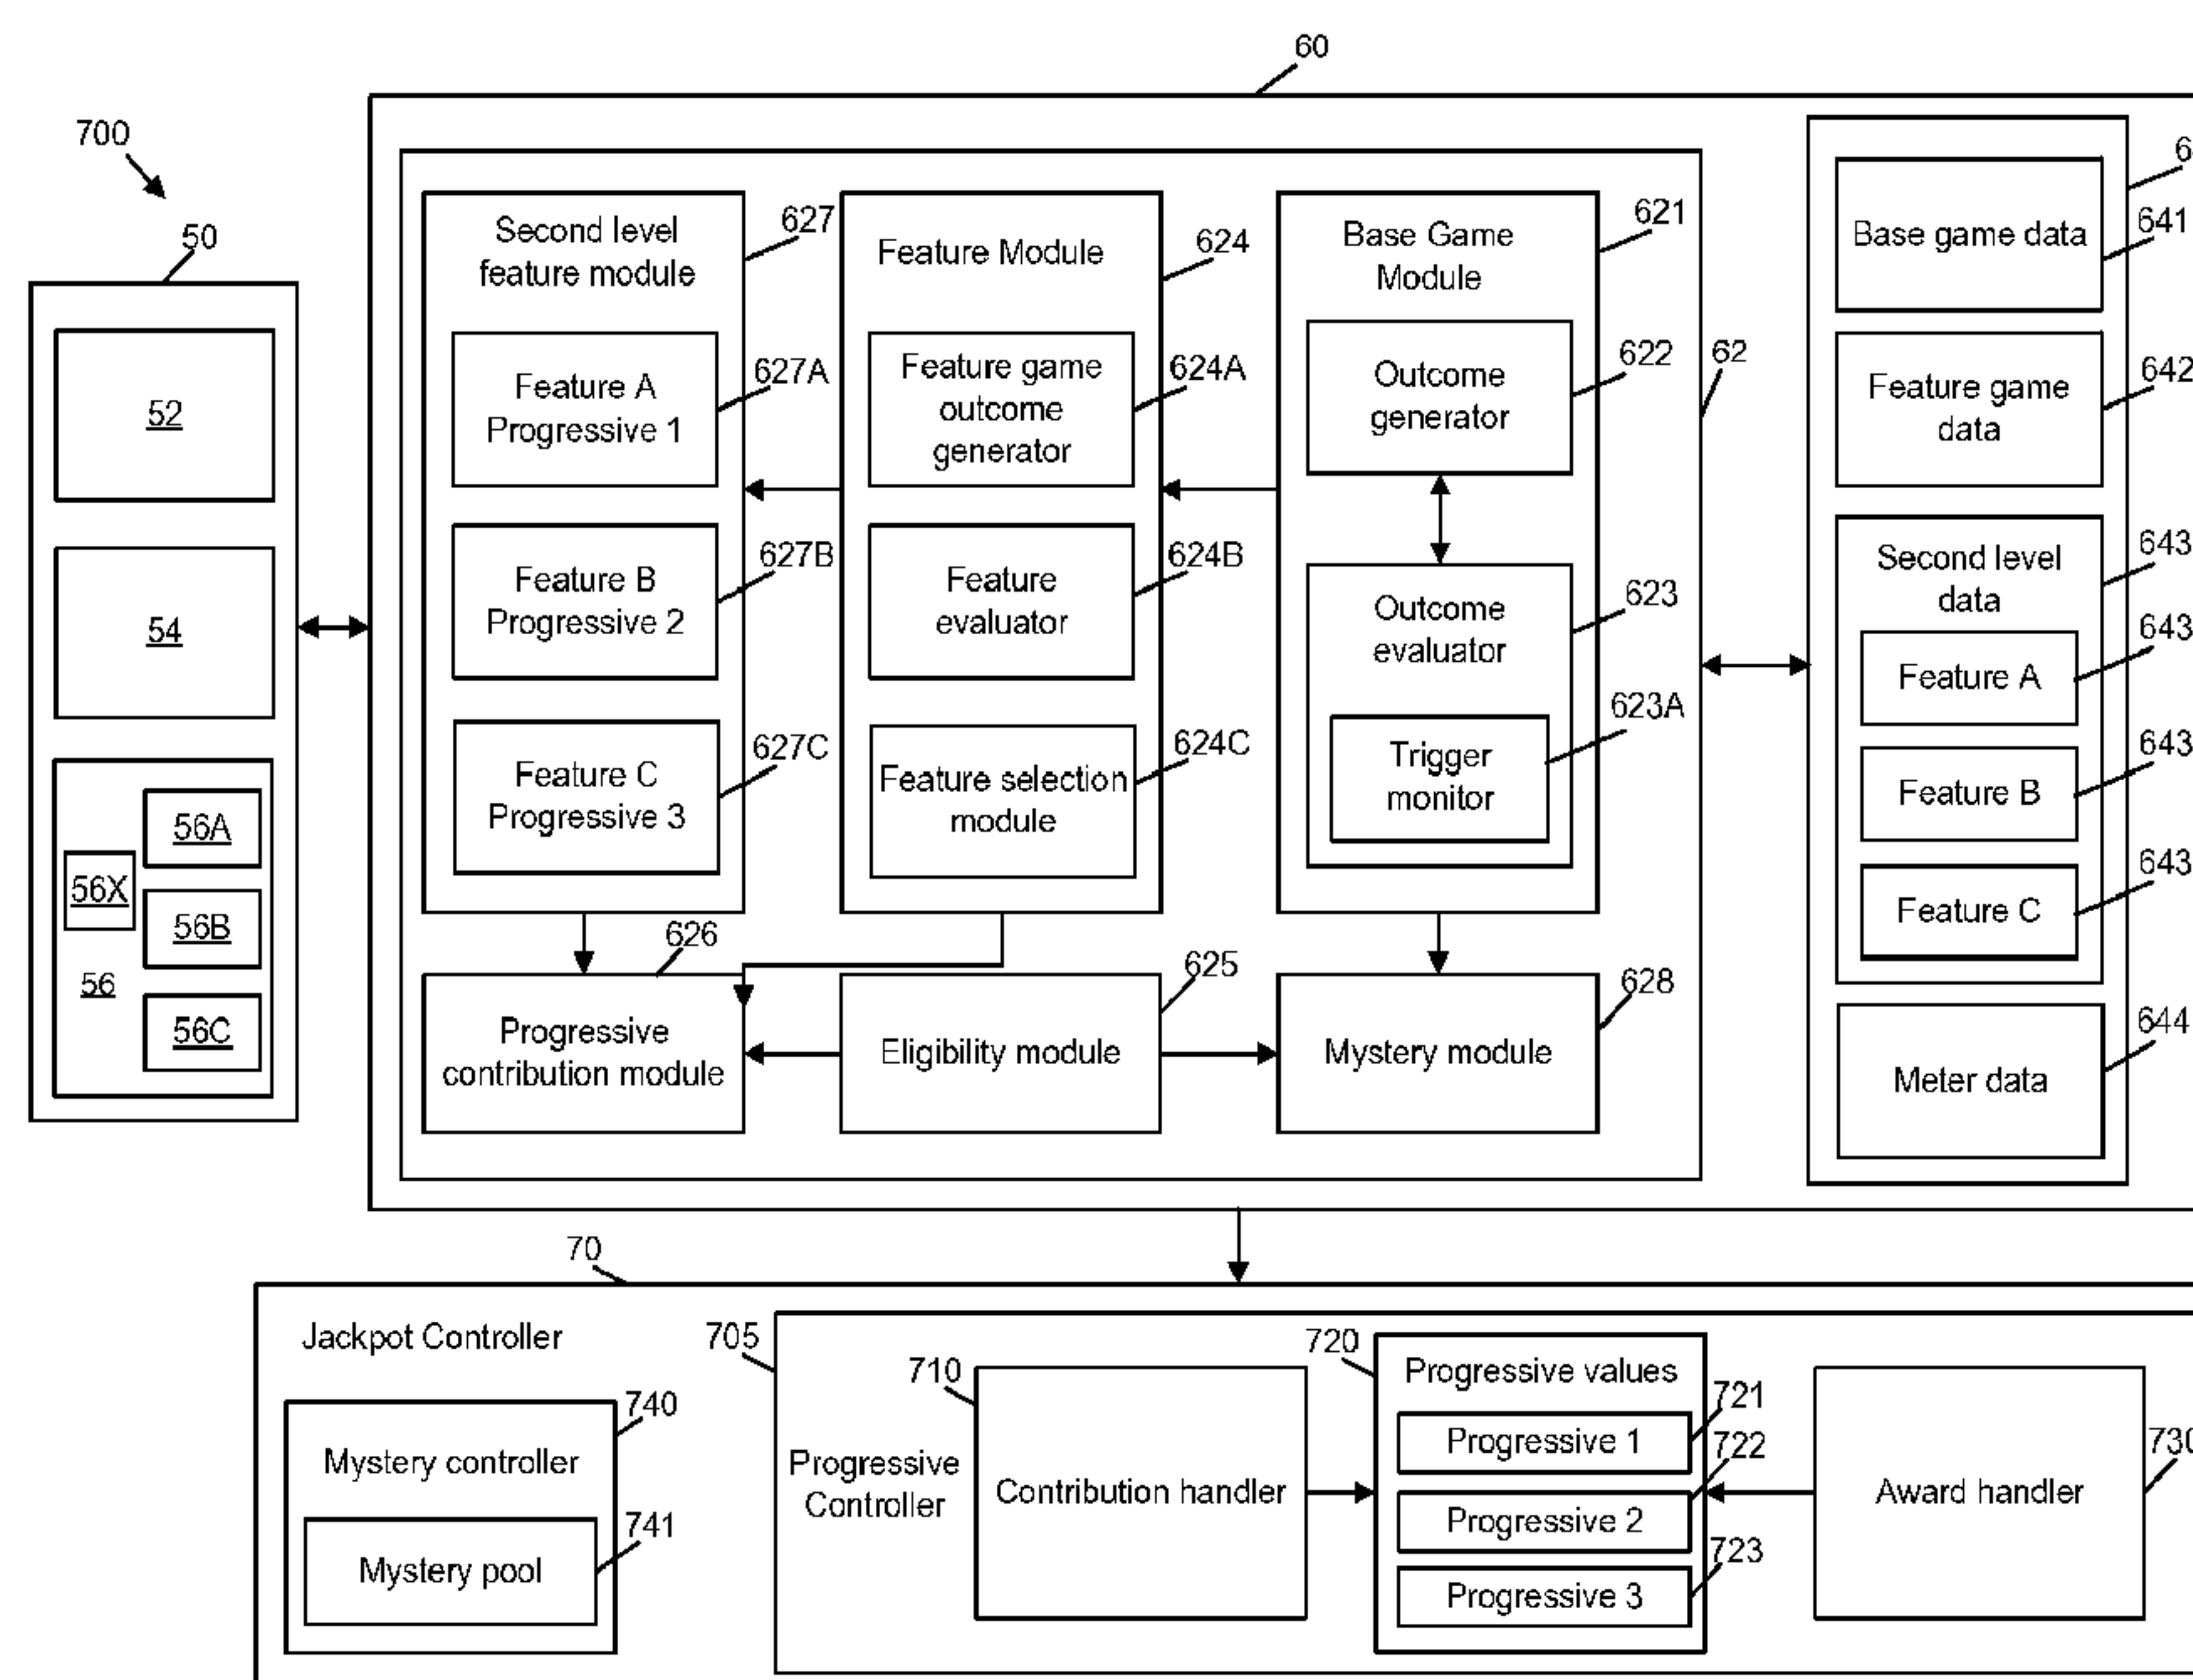 60
700
50
52
54
56A
56X
56B
56
56C
Second level
feature module
627
Feature A
Progressive 1
627A
Feature B
Progressive 2
627B
Feature C
Progressive 3
627C
Feature Module
624
Feature game
outcome
generator
624A
Feature
evaluator
624B
Feature selection
module
624C
Base Game
Module
621
Outcome
generator
622
Outcome
evaluator
623
623A
Trigger
monitor
62
626
Progressive
contribution module
625
Eligibility module
628
Mystery module
6
Base game data
641
Feature game
data
642
Second level
data
643
Feature A
643
Feature B
643
Feature C
643
Meter data
644
70
Jackpot Controller
740
Mystery controller
741
Mystery pool
705
Progressive
Controller
710
Contribution handler
720
Progressive values
721
Progressive 1
722
Progressive 2
723
Progressive 3
Award handler
730